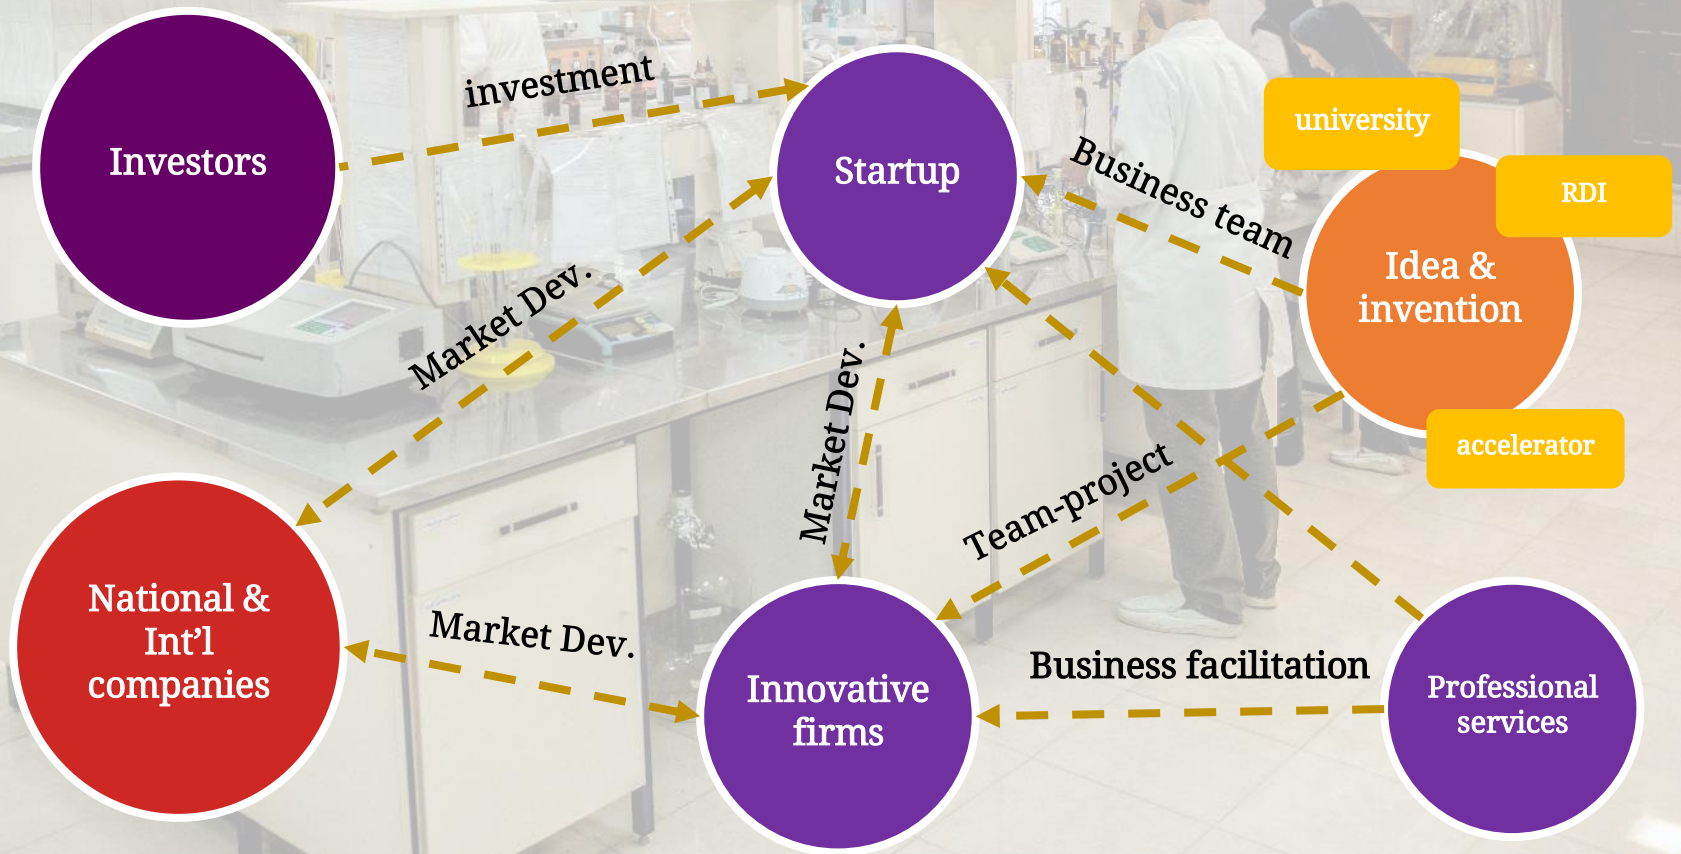 investment
Investors
Startup
university
Business team
RDI
Idea &
invention
Market Dev.
Market Dev.
accelerator
Team-project
National &
Int’l
companies
Market Dev.
Business facilitation
Innovative
firms
Professional
services